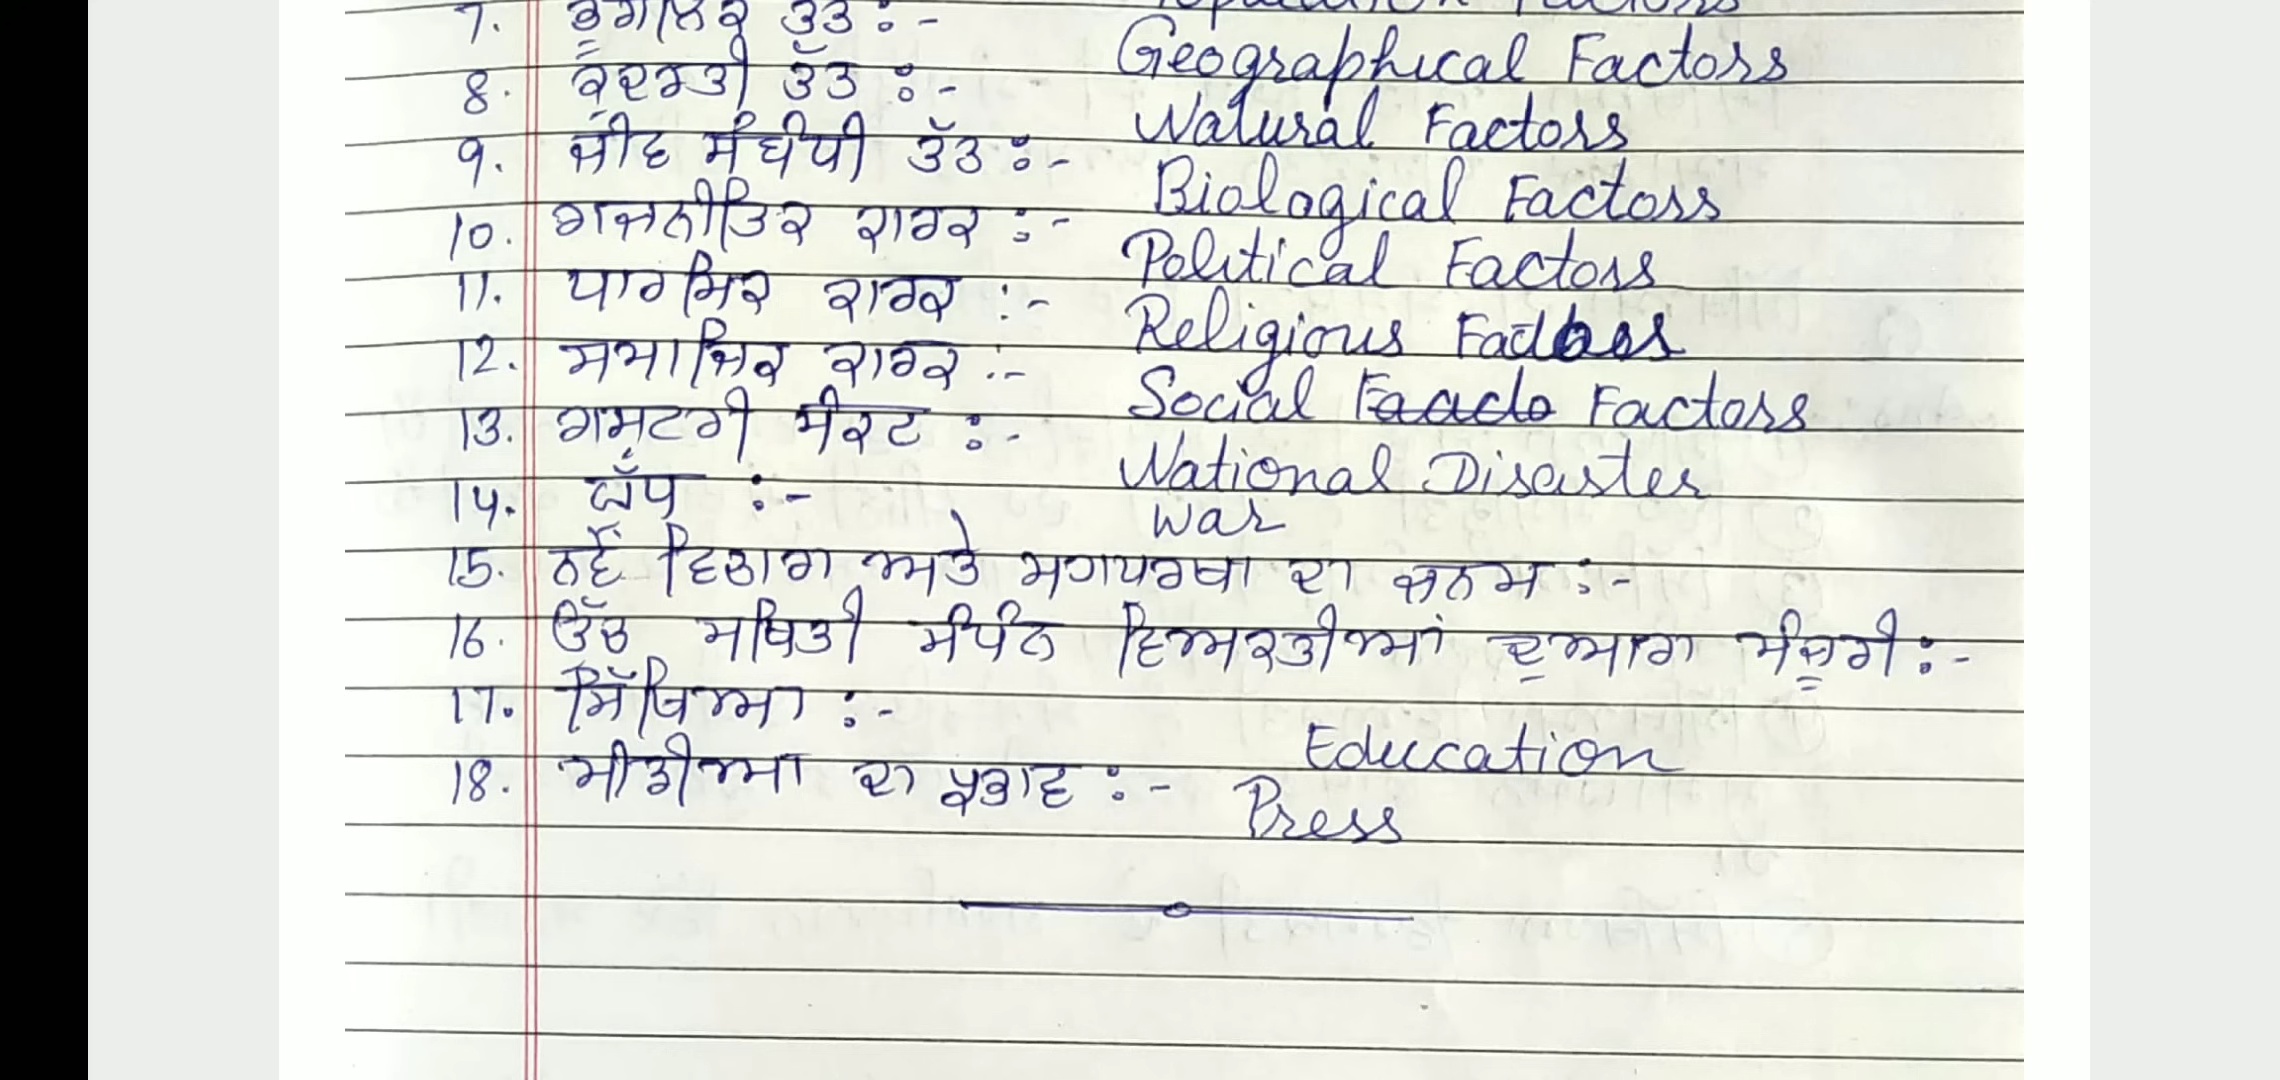 Population Factors
7. ਭੂਗੋਲਿਕ ਤੱਤ :- Geographical Factors
8. ਕੁਦਰਤੀ ਤੱਤ :- Natural Factors
9. ਜੀਵ ਸੰਬੰਧੀ ਤੱਤ :- Biological Factors
10. ਰਾਜਨੀਤਿਕ ਕਾਰਕ :- Political Factors
11. ਧਾਰਮਿਕ ਕਾਰਕ :- Religious Factors
12. ਸਮਾਜਿਕ ਕਾਰਕ :- Social Factors
13. ਰਾਸ਼ਟਰੀ ਸੰਕਟ :- National Disaster
14. ਯੁੱਧ :- War
15. ਨਵੇਂ ਵਿਚਾਰ ਅਤੇ ਦਾ ਜਨਮ :-
16. ਉੱਚ ਸਥਿਤੀ ਸੰਪੰਨ ਵਿਅਕਤੀਆਂ ਦੁਆਰਾ ਮੰਜ਼ੂਰੀ :-
17. ਸਿੱਖਿਆ :- Education
18. ਮੀਡੀਆ ਦਾ ਪ੍ਰਭਾਵ :- Press